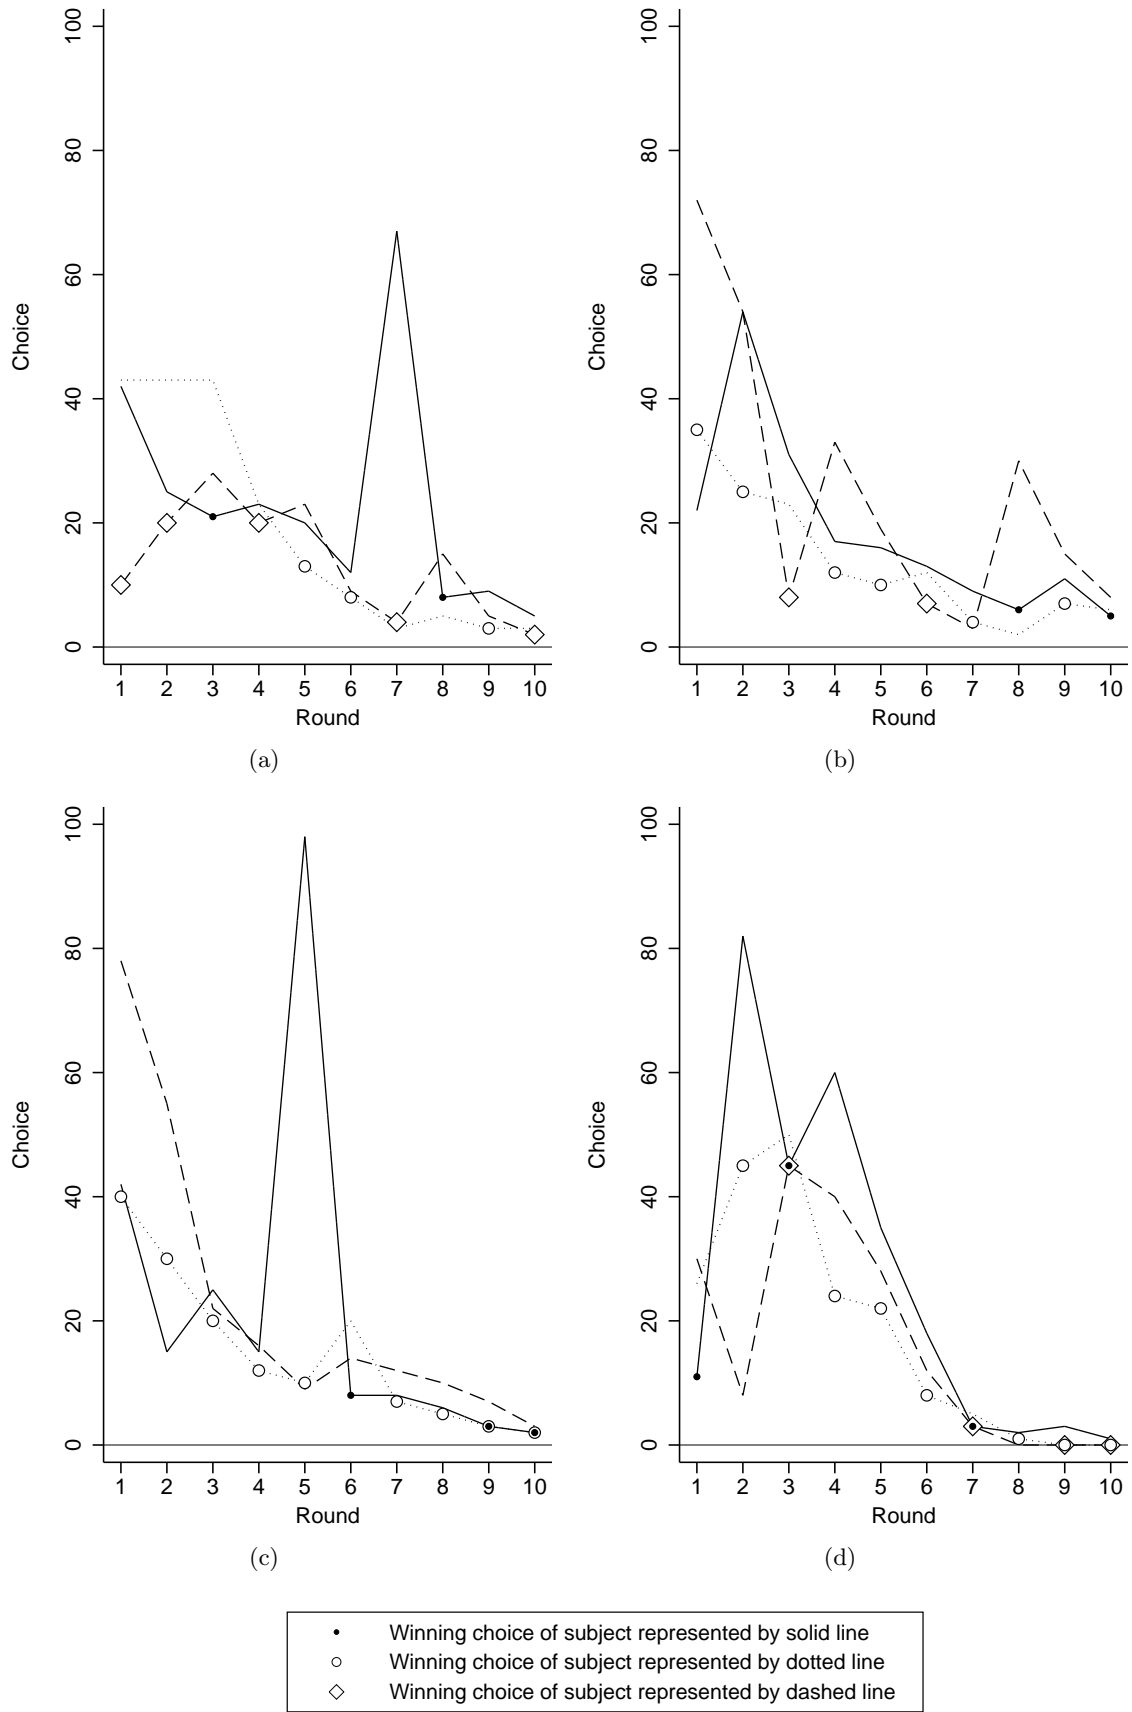 100
80
60
40
20
0
Choice
1 2 3 4 5 6 7 8 9 10
Round
(a)
100
80
60
40
20
0
Choice
1 2 3 4 5 6 7 8 9 10
Round
(b)
100
80
60
40
20
0
Choice
1 2 3 4 5 6 7 8 9 10
Round
(c)
100
80
60
40
20
0
Choice
1 2 3 4 5 6 7 8 9 10
Round
(d)
Winning choice of subject represented by solid line
Winning choice of subject represented by dotted line
Winning choice of subject represented by dashed line